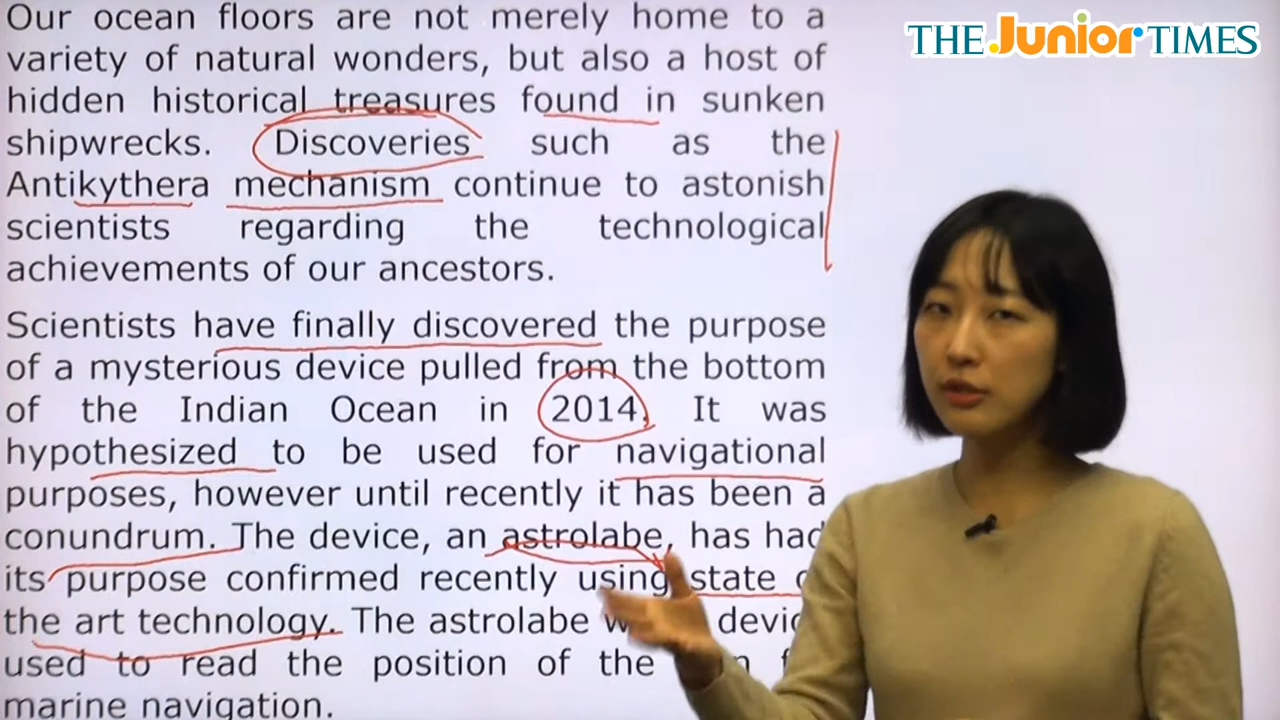 THE Junior TIMES
Our ocean floors are not merely home to a
variety of natural wonders, but also a host of
hidden historical treasures found in sunken
shipwrecks. Discoveries such as the
Antikythera mechanism continue to astonish
scientists regarding the technological
achievements of our ancestors.
Scientists have finally discovered the purpose
of a mysterious device pulled from the bottom
of the Indian Ocean in 2014. It was
hypothesized to be used for navigational
purposes, however until recently it has been a
conundrum. The device, an astrolabe, has had
its purpose confirmed recently using state
the art technology. The astrolabe
used to read the position of the
marine navigation.